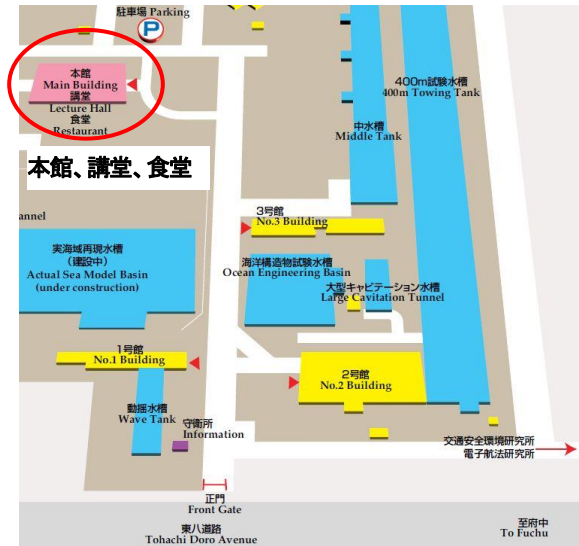 駐車場 Parking
P
本館
Main Building
講堂
Lecture Hall
食堂
Restaurant
本館、講堂、食堂
400m試験水槽
400m Towing Tank
中水槽
Middle Tank
annel
3号館
No.3 Building
実海域再現水槽
(建設中)
Actual Sea Model Basin
(under construction)
海洋構造物試験水槽
Ocean Engineering Basin
大型キャビテーション水槽
Large Cavitation Tunnel
1号館
No.1 Building
2号館
No.2 Building
動揺水槽
Wave Tank
守衛所
Information
交通安全環境研究所
電子航法研究所
正門
Front Gate
東八道路
Tohachi Doro Avenue
至府中
To Fuchu